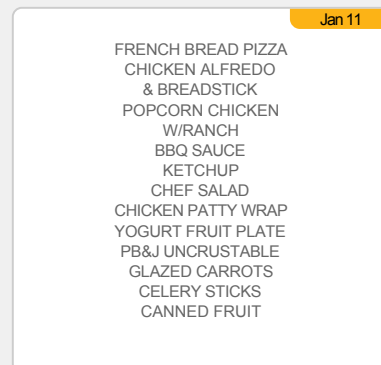 Jan 11
FRENCH BREAD PIZZA
CHICKEN ALFREDO
& BREADSTICK
POPCORN CHICKEN
W/RANCH
BBQ SAUCE
KETCHUP
CHEF SALAD
CHICKEN PATTY WRAP
YOGURT FRUIT PLATE
PB&J UNCRUSTABLE
GLAZED CARROTS
CELERY STICKS
CANNED FRUIT